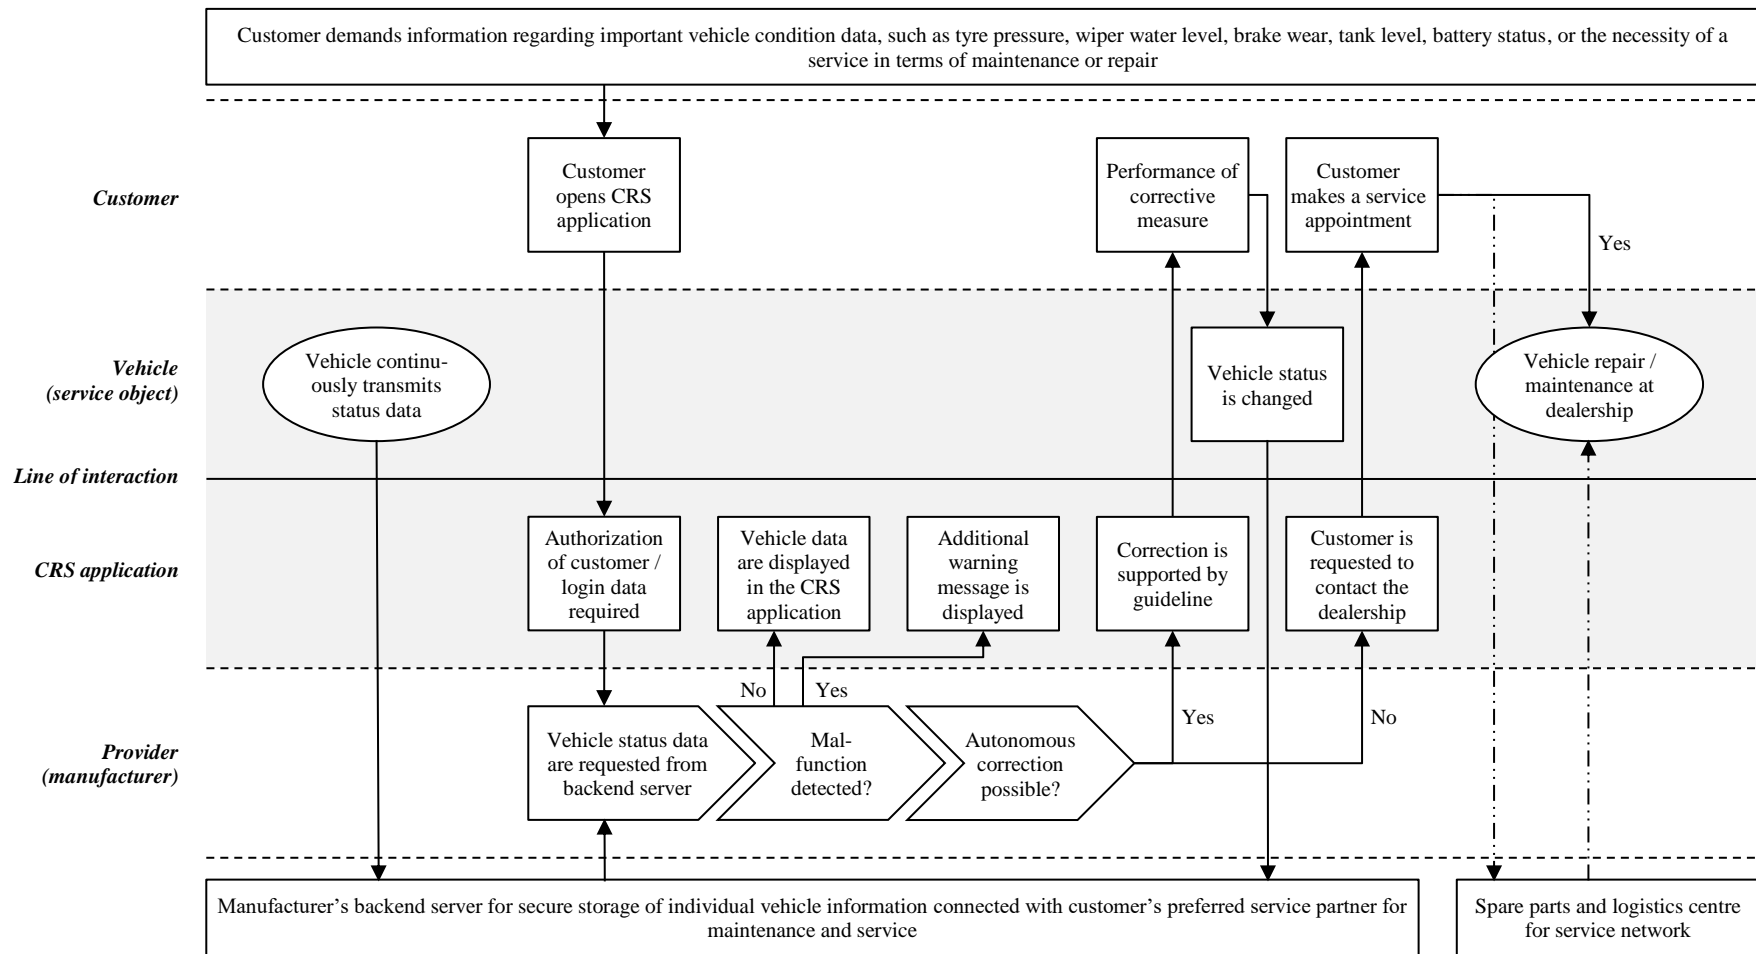 Customer demands information regarding important vehicle condition data, such as tyre pressure, wiper water level, brake wear, tank level, battery status, or the necessity of a
service in terms of maintenance or repair
Customer
Customer
opens CRS
application
Performance of
corrective
measure
Customer
makes a service
appointment
Yes
Vehicle
(service object)
Vehicle continu-
ously transmits
status data
Vehicle status
is changed
Vehicle repair /
maintenance at
dealership
Line of interaction
CRS application
Authorization
of customer /
login data
required
Vehicle data
are displayed
in the CRS
application
Additional
warning
message is
displayed
Correction is
supported by
guideline
Customer is
requested to
contact the
dealership
No
Yes
Yes
No
Provider
(manufacturer)
Vehicle status data
are requested from
backend server
Mal-
function
detected?
Autonomous
correction
possible?
Manufacturer’s backend server for secure storage of individual vehicle information connected with customer’s preferred service partner for
maintenance and service
Spare parts and logistics centre
for service network